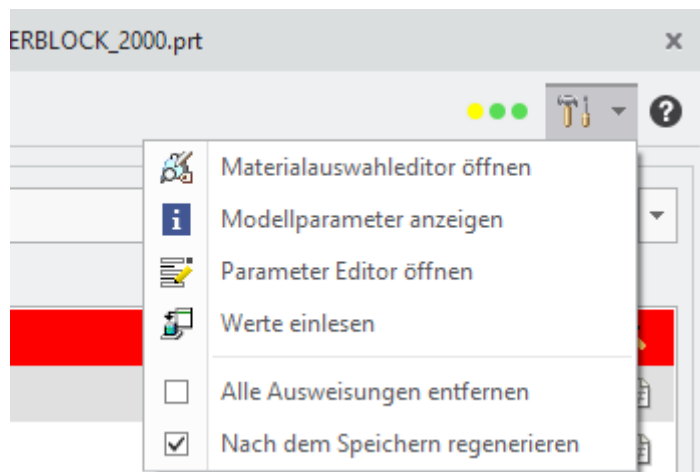 ERBLOCK_2000.prt
Materialauswahleditor öffnen
Modellparameter anzeigen
Parameter Editor öffnen
Werte einlesen
Alle Ausweisungen entfernen
Nach dem Speichern regenerieren